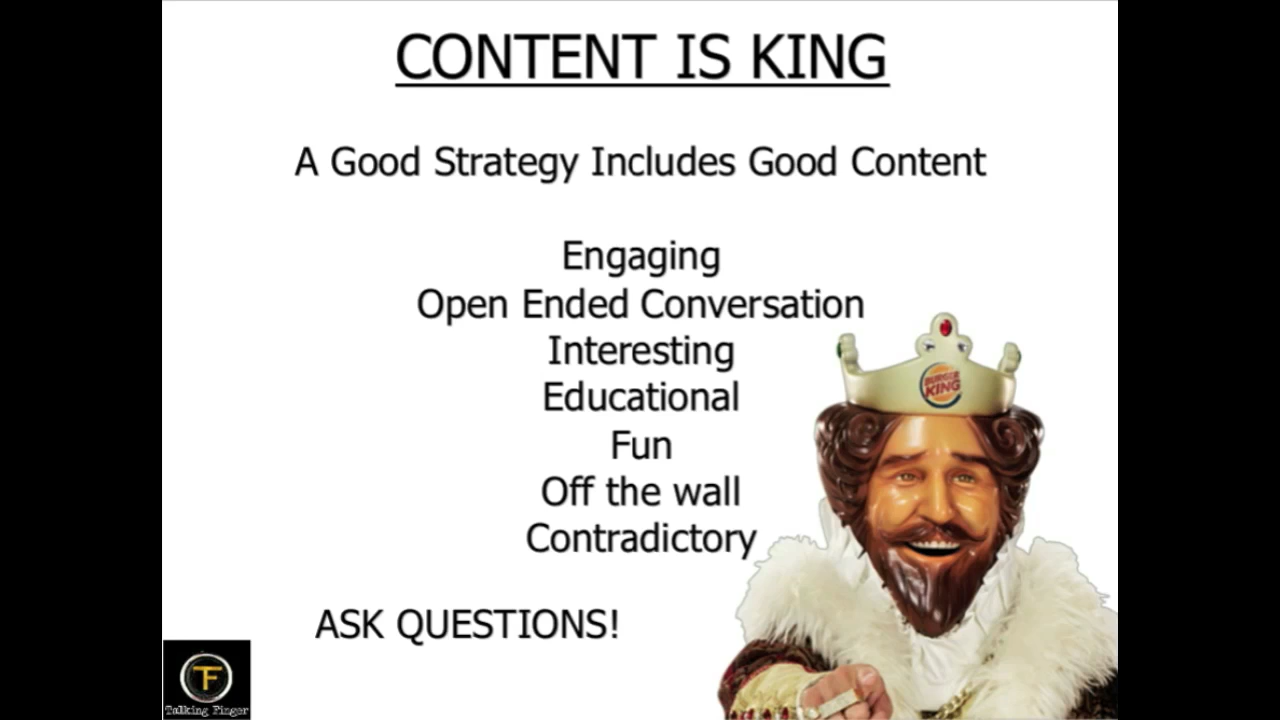 CONTENT IS KING
A Good Strategy Includes Good Content
Engaging
Open Ended Conversation
Interesting
Educational
Fun
Off the wall
Contradictory
ASK QUESTIONS!
BURGER
KING
TF
Talking Finger